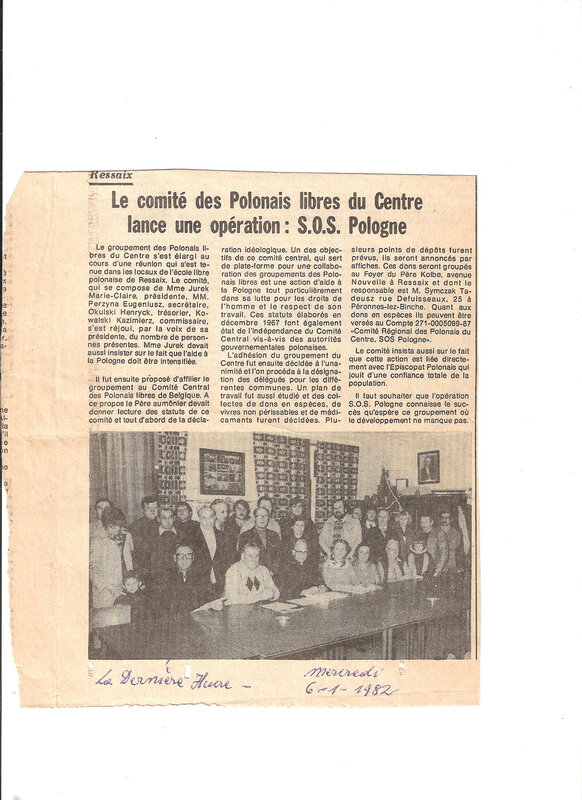 Ressaix
Le comité des Polonais libres du Centre
lance une opération : S.O.S. Pologne
Le groupement des Polonais li-
bres du Centre s'est élargi au
cours d'une réunion qui s'est te-
nue dans les locaux de l'école libre
polonaise de Ressaix. Le comité,
qui se compose de Mme Jurek
Marie-Claire, présidente, MM.
Perzyna Eugeniusz, secrétaire,
Okulski Henryck, trésorier, Ko-
walski Kazimierz, commissaire,
s'est réjoui, par la voix de sa
présidente, du nombre de person-
nes présentes. Mme Jurek devait
aussi insister sur le fait que l'aide à
la Pologne doit être intensifiée.
Il fut ensuite proposé d'affilier le
groupement au Comité Central
des Polonais libres de Belgique. A
ce propos le Père aumônier devait
donner lecture des statuts de ce
comité et tout d'abord de la décla-
ration idéologique. Un des objec-
tifs de ce comité central, qui sert
de plate-forme pour une collabo-
ration des groupements des Polo-
nais libres est une action d'aide à
la Pologne tout particulièrement
dans sa lutte pour les droits de
l'homme et le respect de son
travail. Ces statuts élaborés en
décembre 1967 font également
état de l'indépendance du Comité
Central vis-à-vis des autorités
gouvernementales polonaises.
L'adhésion du groupement du
Centre fut ensuite décidée à l'una-
nimité et l'on procéda à la désigna-
tion des délégués pour les dif-
férentes communes. Un plan de
travail fut aussi étudié et des col-
lectes de dons en espèces, de
vivres non périssables et de médi-
caments furent décidées. Plu-
sieurs points de dépôts furent
prévus, ils seront annoncés par
affiches. Ces dons seront groupés
au Foyer du Père Kolbe, avenue
Nouvelle à Ressaix et dont le
responsable est M. Symczak Ta-
deusz rue Defuisseaux, 25 à
Péronnes-lez-Binche. Quant aux
dons en espèces ils peuvent être
versés au Compte 271-0005099-87
«Comité Régional des Polonais du
Centre, SOS Pologne».
Le comité insista aussi sur le fait
que cette action est liée directe-
ment avec l'Episcopat Polonais qui
jouit d'une confiance totale de la
population.
Il faut souhaiter que l'opération
S.O.S. Pologne connaisse le suc-
cès qu'espère ce groupement où
le développement ne manque pas.
La Dernière Heure -
Mercredi
6-1-1982